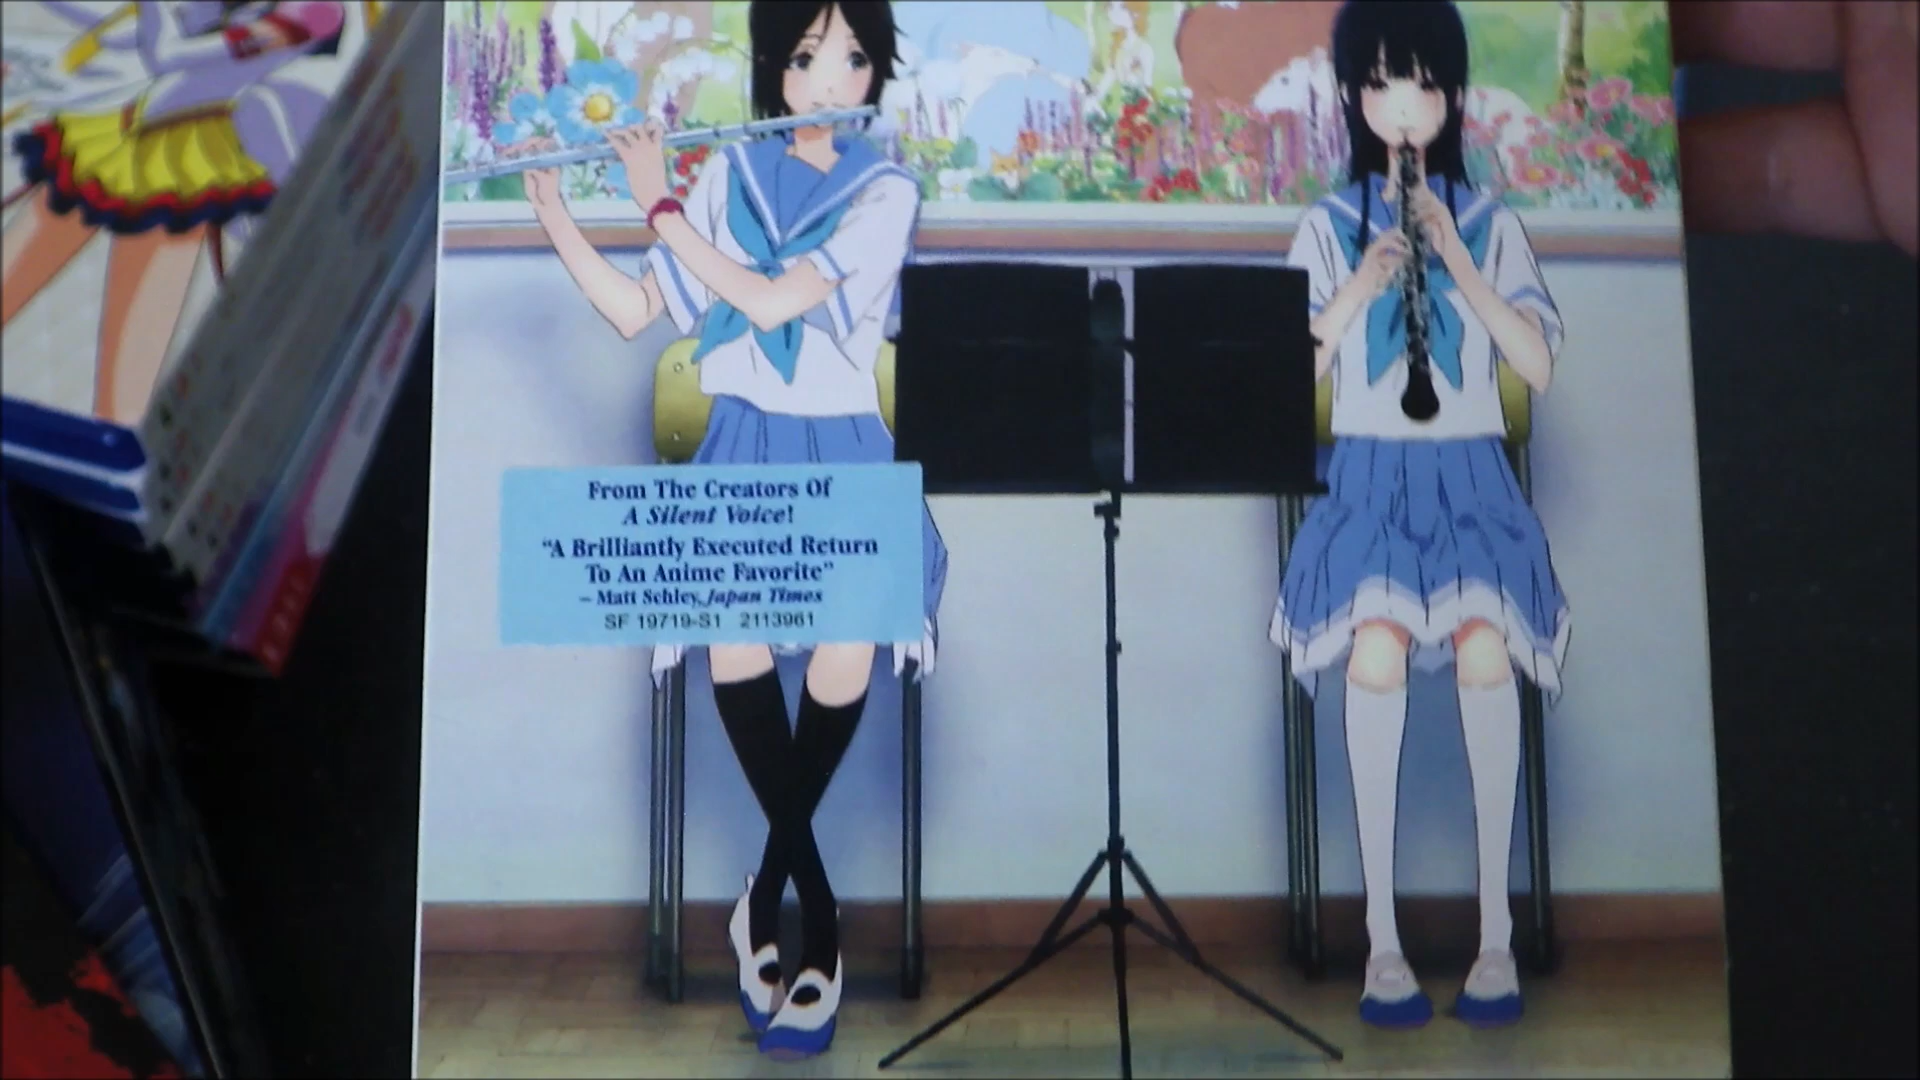 From The Creators Of
A Silent Voice!
“A Brilliantly Executed Return
To An Anime Favorite”
– Matt Schley, Japan Times
SF 19719-S1 2113961